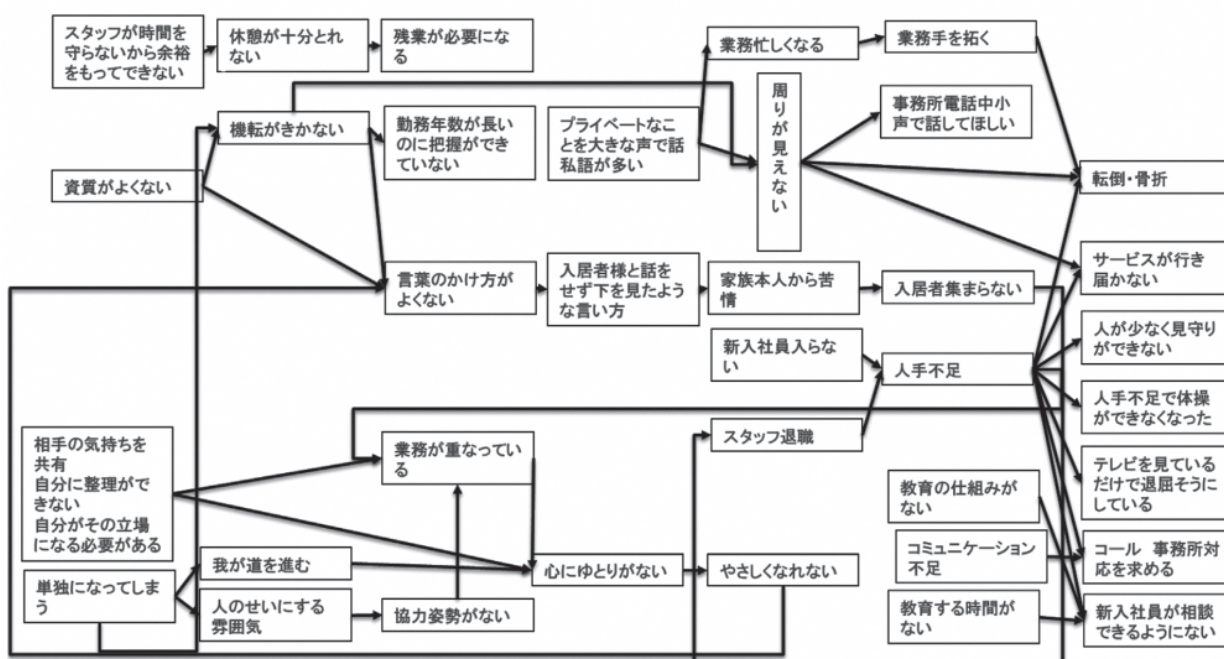 スタッフが時間を
守らないから余裕
をもってできない
休憩が十分とれ
ない
残業が必要にな
る
業務忙しくなる
業務手を拓く
機転がきかない
勤務年数が長い
のに把握ができ
ていない
プライベートなこ
とを大きな声で話
私語が多い
周りが見えない
事務所電話中小
声で話してほしい
資質がよくない
転倒・骨折
言葉のかけ方が
よくない
入居者様と話を
せず下を見たよう
な言い方
家族本人から苦
情
入居者集まらない
サービスが行き
届かない
新入社員入らな
い
人手不足
人が少なく見守り
ができない
人手不足で体操
ができなくなった
相手の気持ちを
共有
自分に整理がで
きない
自分がその立場
になる必要がある
業務が重なってい
る
スタッフ退職
テレビを見ている
だけで退屈そうに
している
教育の仕組みが
ない
コミュニケーション
不足
コール 事務所対
応を求める
単独になってしま
う
我が道を進む
人のせいにする
雰囲気
協力姿勢がない
心にゆとりがない
やさしくなれない
教育する時間が
ない
新入社員が相談
できるようにない